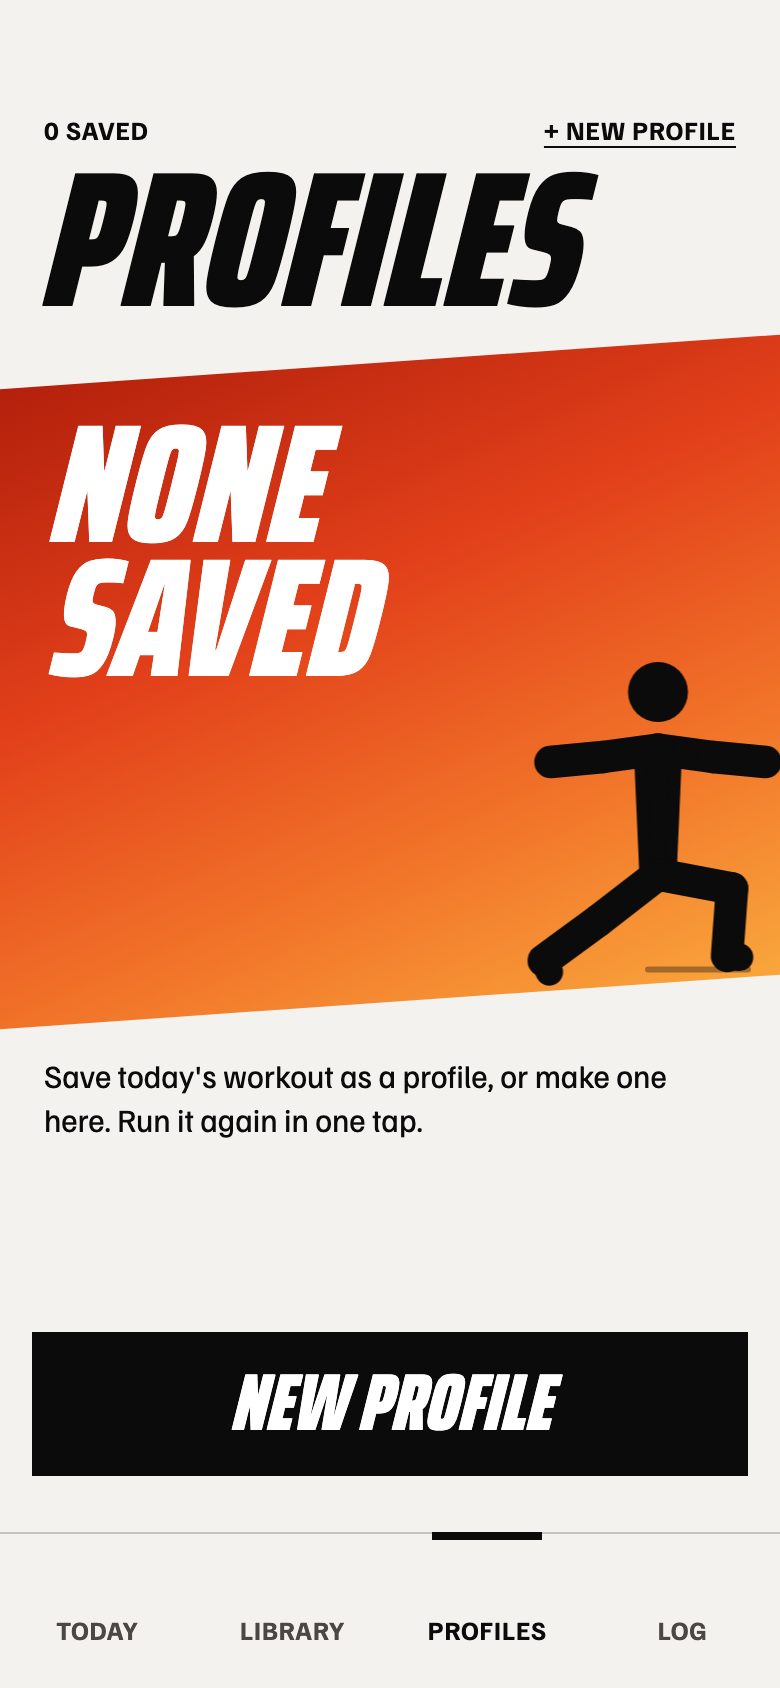 0 SAVED
+ NEW PROFILE
PROFILES
NONE
SAVED
Save today's workout as a profile, or make one
here. Run it again in one tap.
NEW PROFILE
TODAY
LIBRARY
PROFILES
LOG